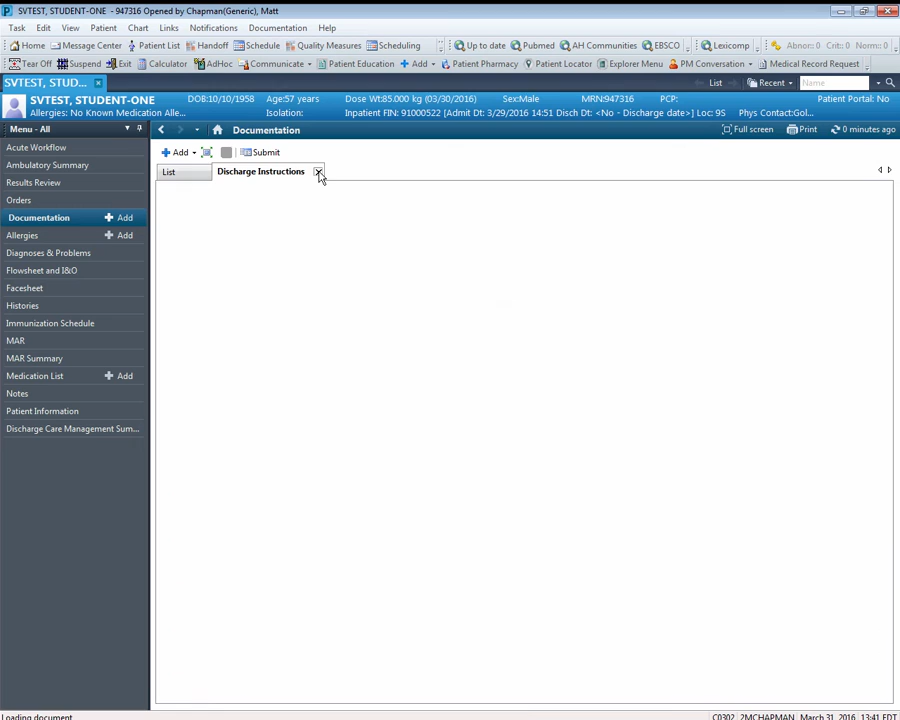 SVTEST, STUDENT-ONE - 947316 Opened by Chapman(Generic), Matt
Task Edit View Patient Chart Links Notifications Documentation Help
Home Message Center Patient List Handoff Schedule Quality Measures Scheduling Up to date Pubmed AH Communities EBSCO Lexicomp Abnor: 0 Crit: 0 Norm: 0
Tear Off Suspend Exit Calculator AdHoc Communicate Patient Education Add Patient Pharmacy Patient Locator Explorer Menu PM Conversation Medical Record Request
SVTEST, STUD... List Recent Name
SVTEST, STUDENT-ONE DOB:10/10/1958 Age:57 years Dose Wt:85.000 kg (03/30/2016) Sex:Male MRN:947316 PCP: Patient Portal: No
Allergies: No Known Medication Alle... Isolation: Inpatient FIN: 91000522 [Admit Dt: 3/29/2016 14:51 Disch Dt: <No - Discharge date>] Loc: 9S Phys Contact:Gol...
Menu - All Documentation Full screen Print 0 minutes ago
Acute Workflow
Add Submit
Ambulatory Summary
List Discharge Instructions
Results Review
Orders
Documentation Add
Allergies Add
Diagnoses & Problems
Flowsheet and I&O
Facesheet
Histories
Immunization Schedule
MAR
MAR Summary
Medication List Add
Notes
Patient Information
Discharge Care Management Sum...
Loading document C0302 2MCHAPMAN March 31, 2016 13:41 EDT